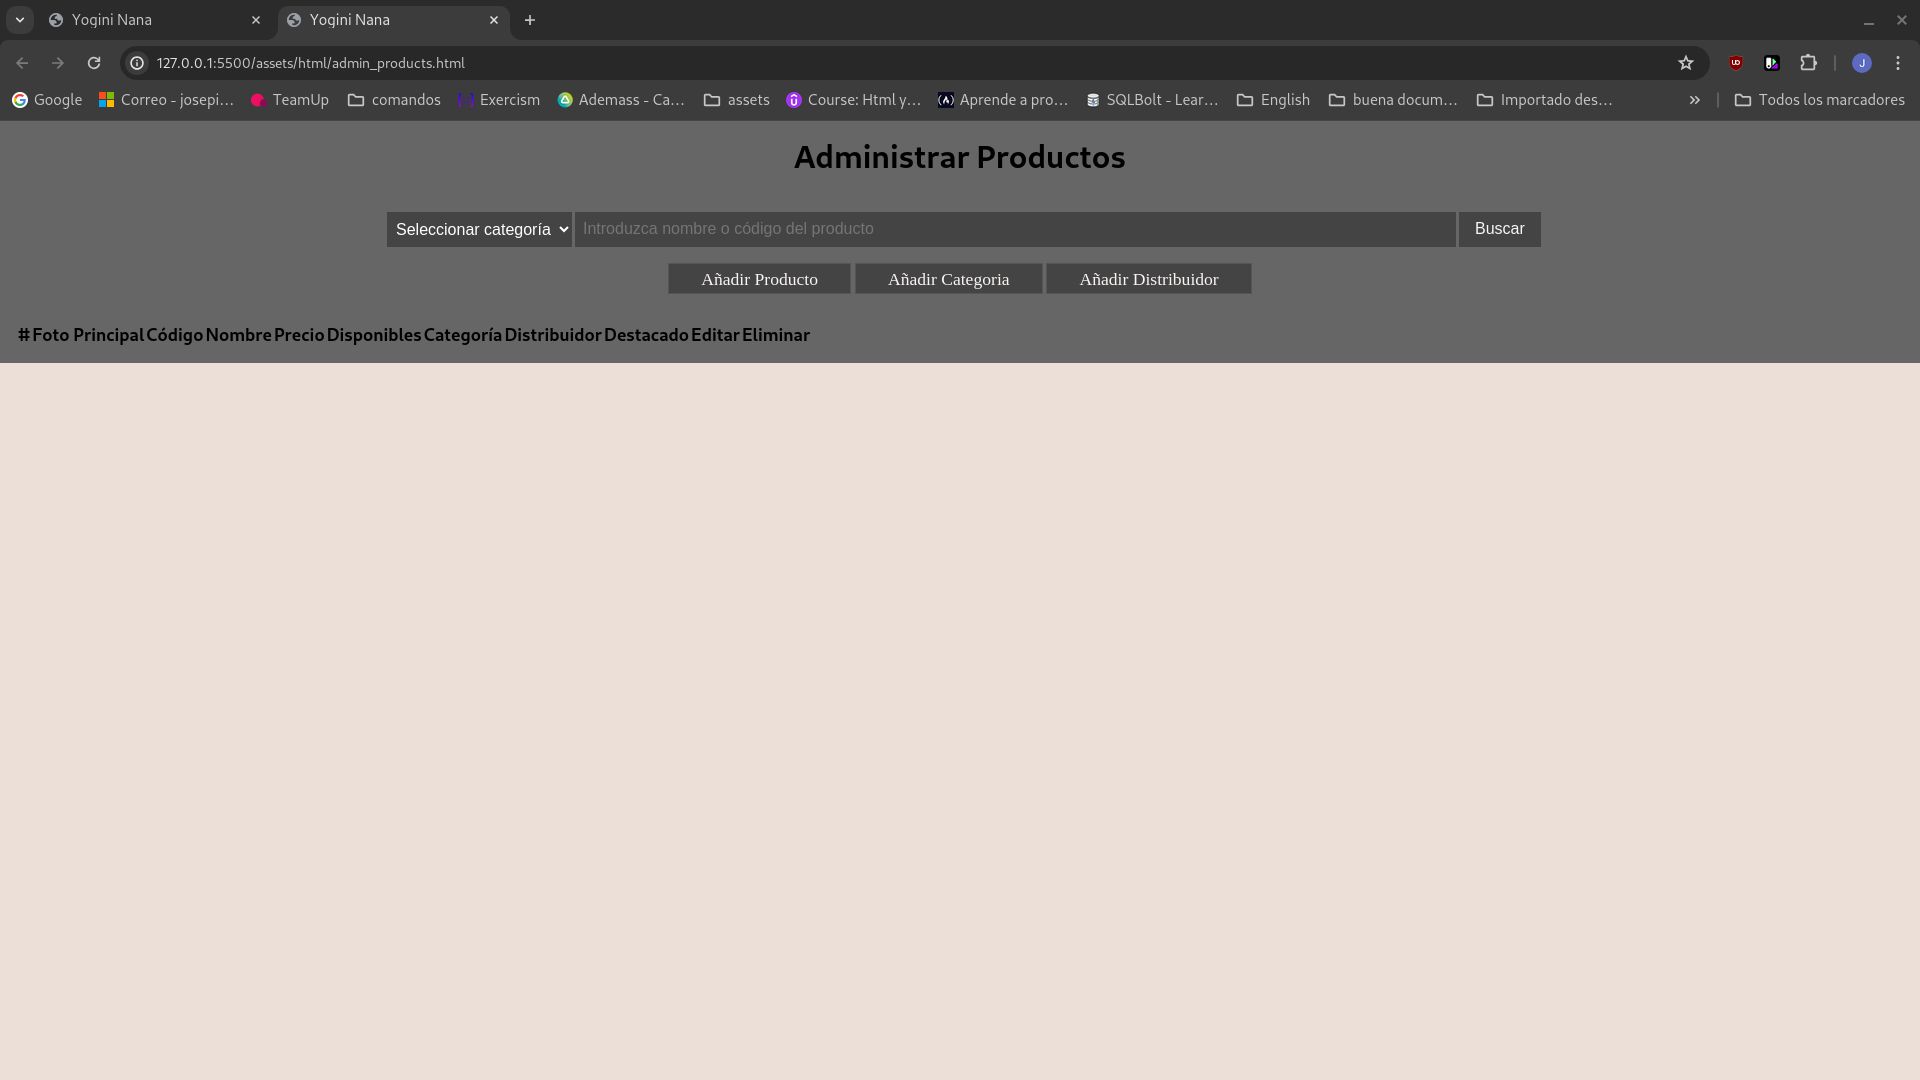 Yogini Nana
Yogini Nana
127.0.0.1:5500/assets/html/admin_products.html
J
Google
Correo - josepi...
TeamUp
comandos
Exercism
Ademass - Ca...
assets
Course: Html y...
Aprende a pro...
SQLBolt - Lear...
English
buena docum...
Importado des...
Todos los marcadores
Administrar Productos
Seleccionar categoría
Introduzca nombre o código del producto
Buscar
Añadir Producto
Añadir Categoria
Añadir Distribuidor
# Foto Principal Código Nombre Precio Disponibles Categoría Distribuidor Destacado Editar Eliminar